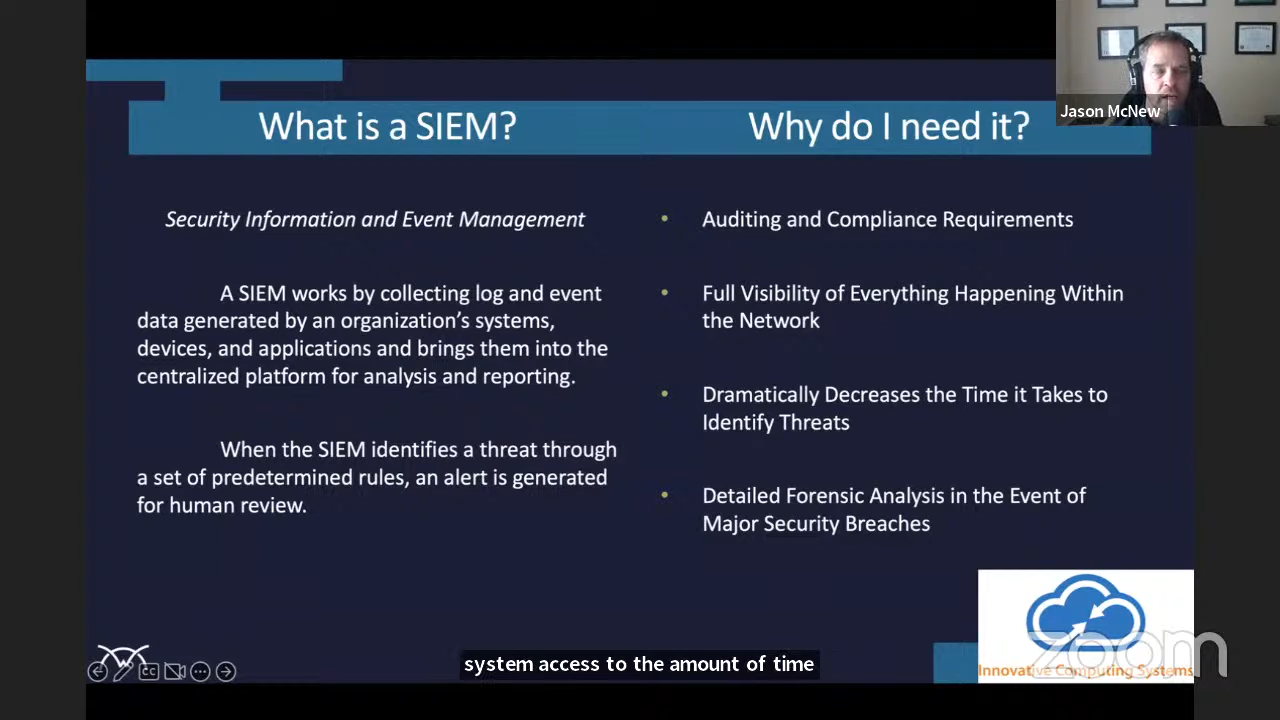 Jason McNew
What is a SIEM?
Why do I need it?
Security Information and Event Management
A SIEM works by collecting log and event
data generated by an organization’s systems,
devices, and applications and brings them into the
centralized platform for analysis and reporting.
When the SIEM identifies a threat through
a set of predetermined rules, an alert is generated
for human review.
• Auditing and Compliance Requirements
• Full Visibility of Everything Happening Within
the Network
• Dramatically Decreases the Time it Takes to
Identify Threats
• Detailed Forensic Analysis in the Event of
Major Security Breaches
CC
system access to the amount of time
zoom
Innovative Computing Systems